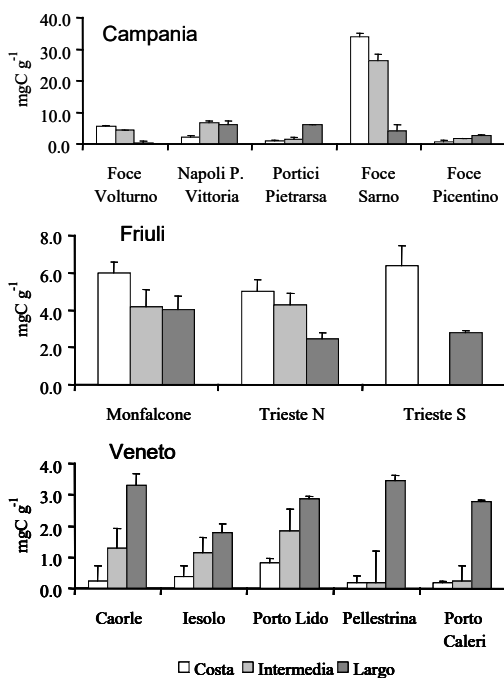 Campania
mgC g-1
40.0
30.0
20.0
10.0
0.0
Foce Volturno
Napoli P. Vittoria
Portici Pietrarsa
Foce Sarno
Foce Picentino
Friuli
mgC g-1
8.0
6.0
4.0
2.0
0.0
Monfalcone
Trieste N
Trieste S
Veneto
mgC g-1
4.0
3.0
2.0
1.0
0.0
Caorle
Iesolo
Porto Lido
Pellestrina
Porto Caleri
Costa
Intermedia
Largo